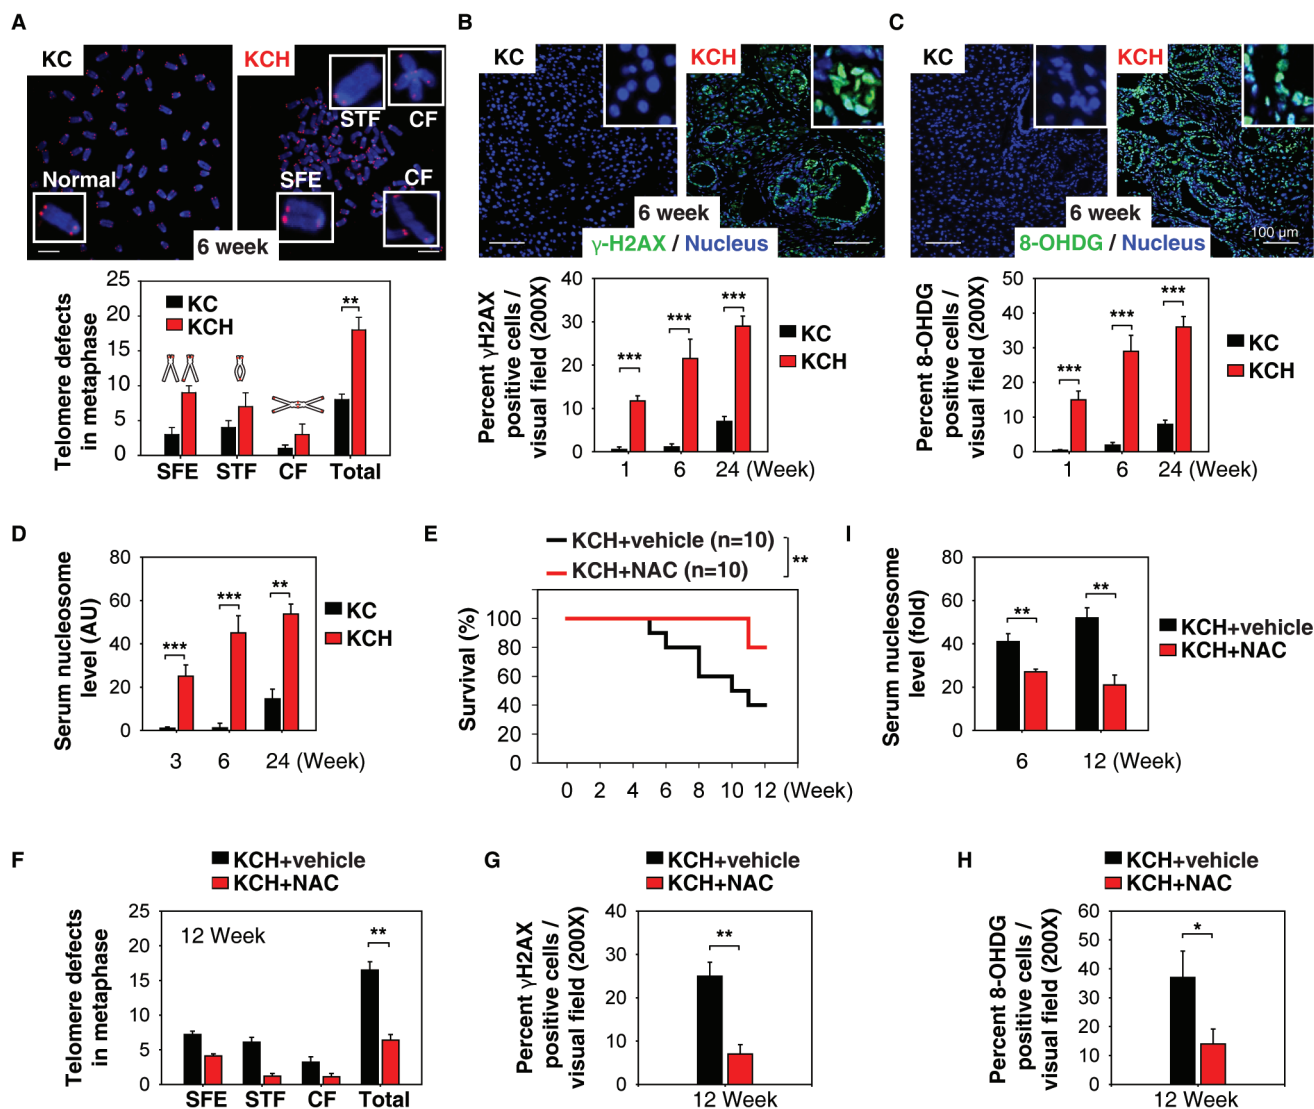 A
KC
KCH
STF
CF
Normal
SFE
CF
6 week
Telomere defects
in metaphase
25
20
15
10
5
0
KC
KCH
**
SFE
STF
CF
Total
B
KC
KCH
6 week
γ-H2AX / Nucleus
Percent γH2AX
positive cells /
visual field (200X)
40
30
20
10
0
***
***
***
KC
KCH
1
6
24 (Week)
C
KC
KCH
6 week
8-OHDG / Nucleus
100 μm
Percent 8-OHDG
positive cells /
visual field (200X)
50
40
30
20
10
0
***
***
***
KC
KCH
1
6
24 (Week)
D
Serum nucleosome
level (AU)
80
60
40
20
0
***
***
**
KC
KCH
3
6
24 (Week)
E
KCH+vehicle (n=10)
KCH+NAC (n=10)
**
Survival (%)
100
80
60
40
20
0
0 2 4 6 8 10 12 (Week)
I
Serum nucleosome
level (fold)
80
60
40
20
0
**
**
KCH+vehicle
KCH+NAC
6
12 (Week)
F
KCH+vehicle
KCH+NAC
Telomere defects
in metaphase
25
20
15
10
5
0
12 Week
**
SFE
STF
CF
Total
G
KCH+vehicle
KCH+NAC
Percent γH2AX
positive cells /
visual field (200X)
40
30
20
10
0
**
12 Week
H
KCH+vehicle
KCH+NAC
Percent 8-OHDG
positive cells /
visual field (200X)
60
50
40
30
20
10
0
*
12 Week